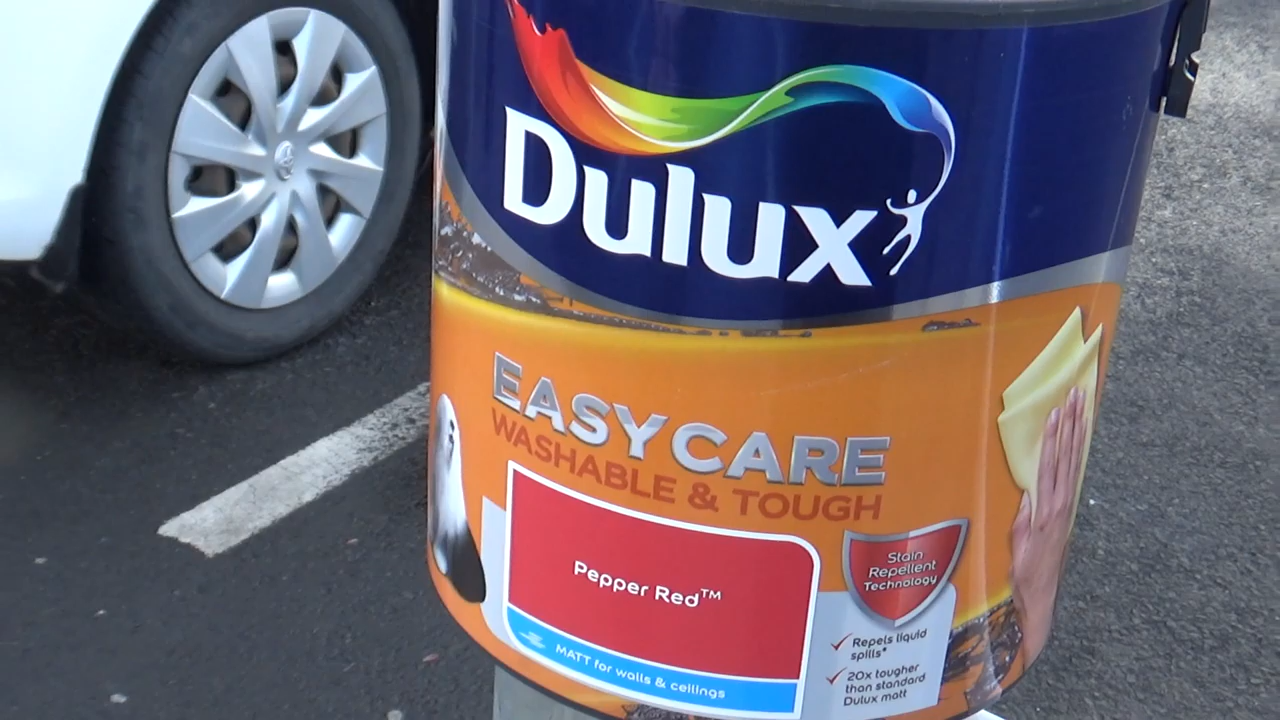 Dulux
EASYCARE
WASHABLE & TOUGH
Pepper Red™
MATT for walls & ceilings
Stain
Repellent
Technology
Repels liquid
spills*
20x tougher
than standard
Dulux matt